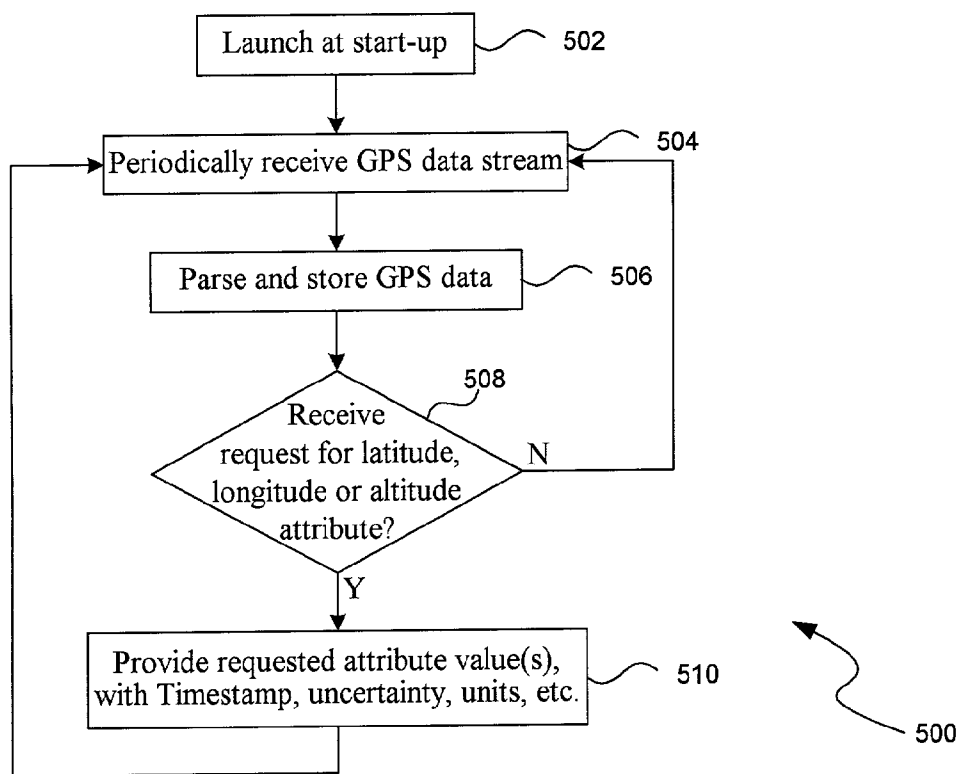 Launch at start-up
502
Periodically receive GPS data stream
504
Parse and store GPS data
506
508
Receive
request for latitude,
longitude or altitude
attribute?
N
Y
Provide requested attribute value(s),
with Timestamp, uncertainty, units, etc.
510
500